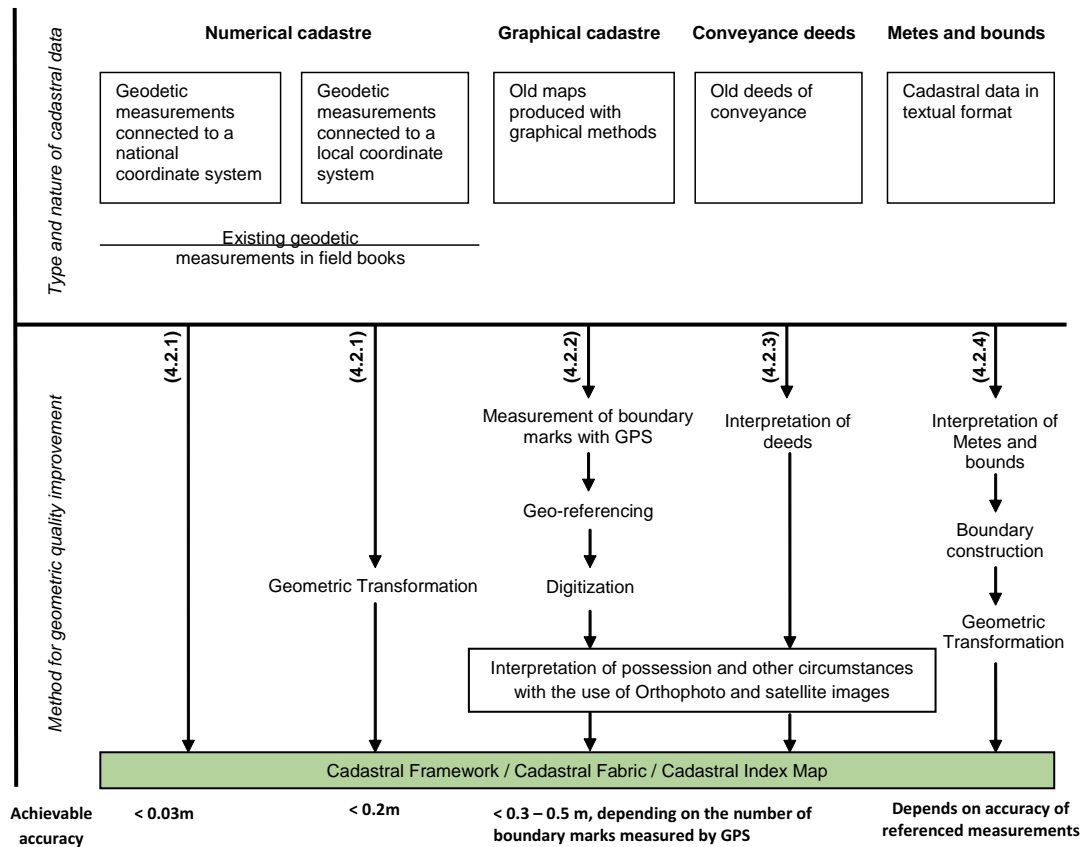 Type and nature of cadastral data
Numerical cadastre
Graphical cadastre
Conveyance deeds
Metes and bounds
Geodetic
measurements
connected to a
national
coordinate system
Geodetic
measurements
connected to a
local coordinate
system
Old maps
produced with
graphical methods
Old deeds of
conveyance
Cadastral data in
textual format
Existing geodetic
measurements in field books
Method for geometric quality improvement
(4.2.1)
(4.2.1)
(4.2.2)
(4.2.3)
(4.2.4)
Geometric Transformation
Measurement of boundary
marks with GPS
Geo-referencing
Digitization
Interpretation of
deeds
Interpretation of
Metes and
bounds
Boundary
construction
Geometric
Transformation
Interpretation of possession and other circumstances
with the use of Orthophoto and satellite images
Cadastral Framework / Cadastral Fabric / Cadastral Index Map
Achievable
accuracy
< 0.03m
< 0.2m
< 0.3 – 0.5 m, depending on the number of
boundary marks measured by GPS
Depends on accuracy of
referenced measurements